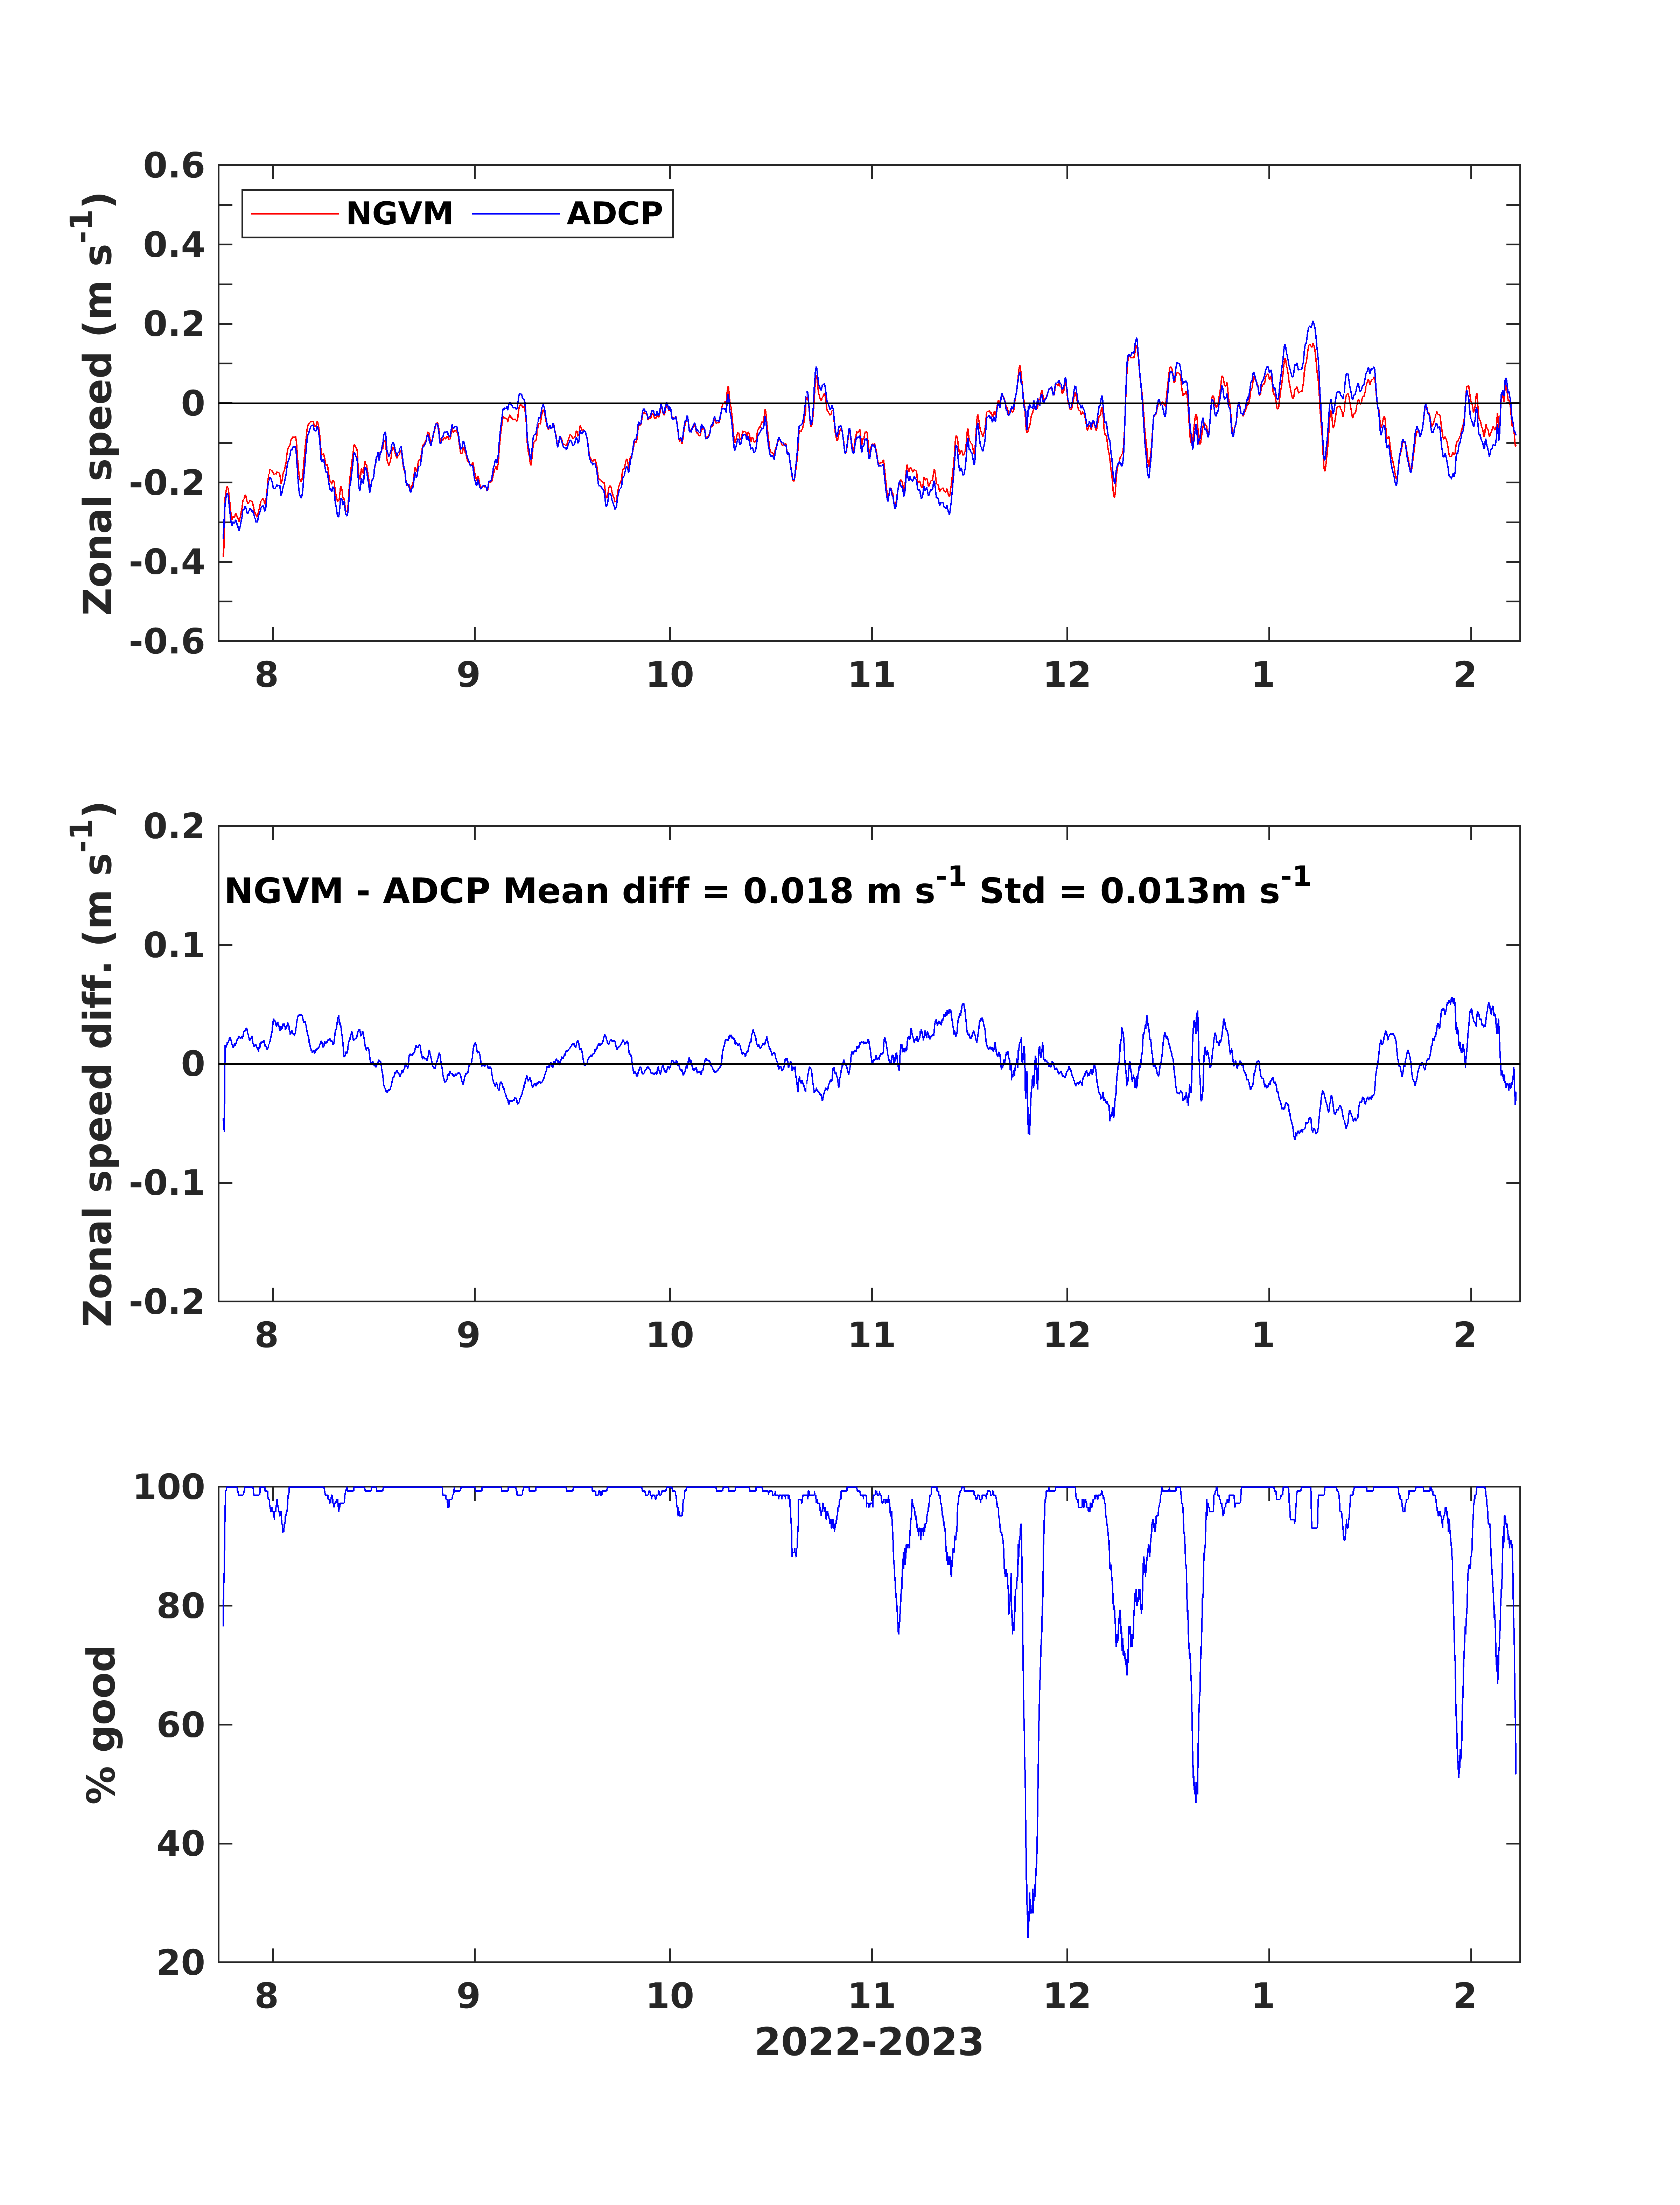 Zonal speed (m s-1)
0.6
0.4
0.2
0
-0.2
-0.4
-0.6
NGVM ADCP
8 9 10 11 12 1 2
Zonal speed diff. (m s-1)
0.2
0.1
0
-0.1
-0.2
NGVM - ADCP Mean diff = 0.018 m s-1 Std = 0.013m s-1
8 9 10 11 12 1 2
% good
100
80
60
40
20
8 9 10 11 12 1 2
2022-2023